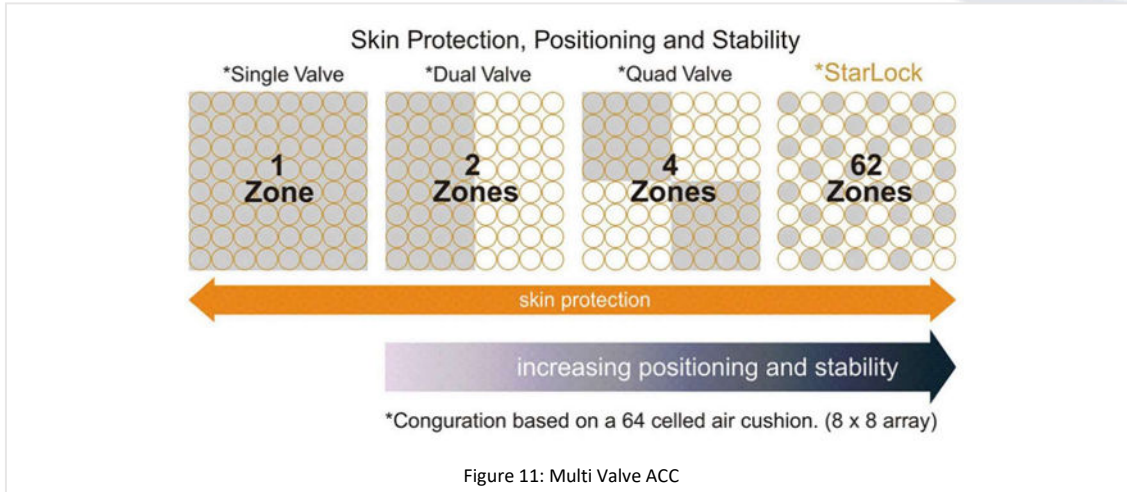 Skin Protection, Positioning and Stability
*Single Valve *Dual Valve *Quad Valve *StarLock
1 Zone
2 Zones
4 Zones
62 Zones
skin protection
increasing positioning and stability
*Conguration based on a 64 celled air cushion. (8 x 8 array)
Figure 11: Multi Valve ACC